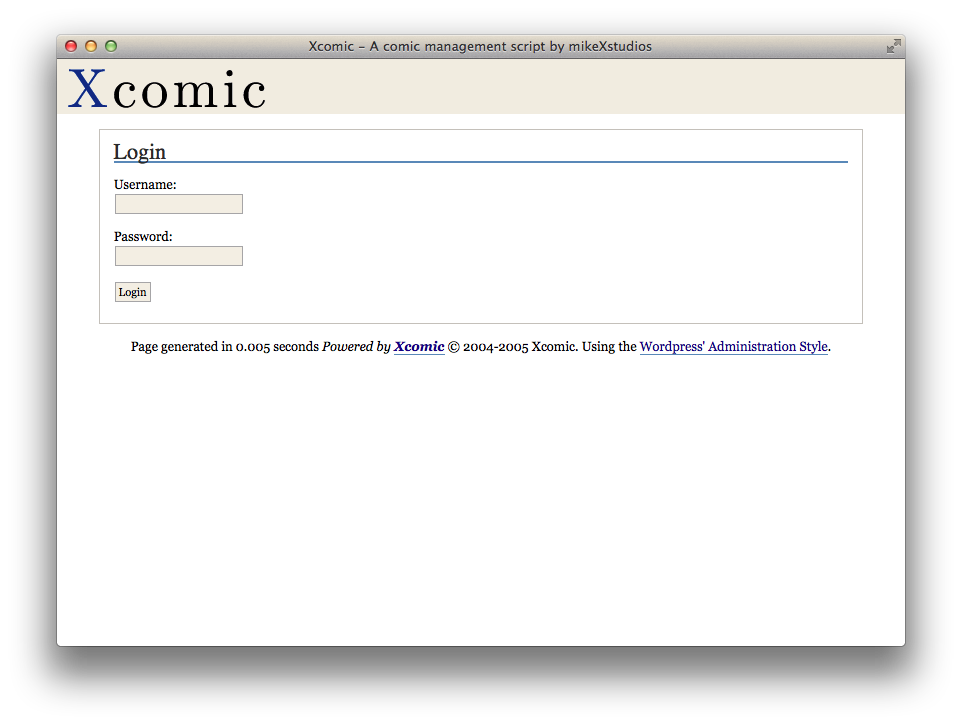 Xcomic – A comic management script by mikeXstudios
Xcomic
Login
Username:
Password:
Login
Page generated in 0.005 seconds Powered by Xcomic © 2004-2005 Xcomic. Using the Wordpress' Administration Style.